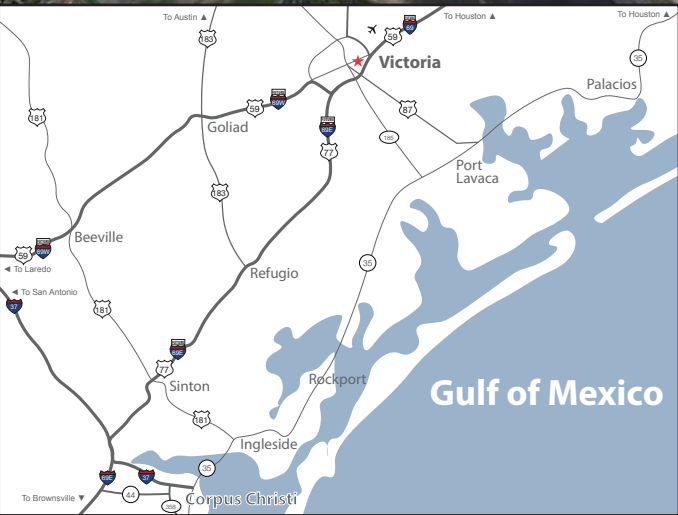 To Austin ▲
To Houston ▲
To Houston ▲
69
59
183
35
Victoria
181
Palacios
69W
59
87
Goliad
69E
185
77
Port
Lavaca
183
Beeville
69W
59
35
◄ To Laredo
Refugio
◄ To San Antonio
37
181
69E
77
Rockport
Sinton
Gulf of Mexico
181
Ingleside
35
69E
37
To Brownsville ▼
44
Corpus Christi
358